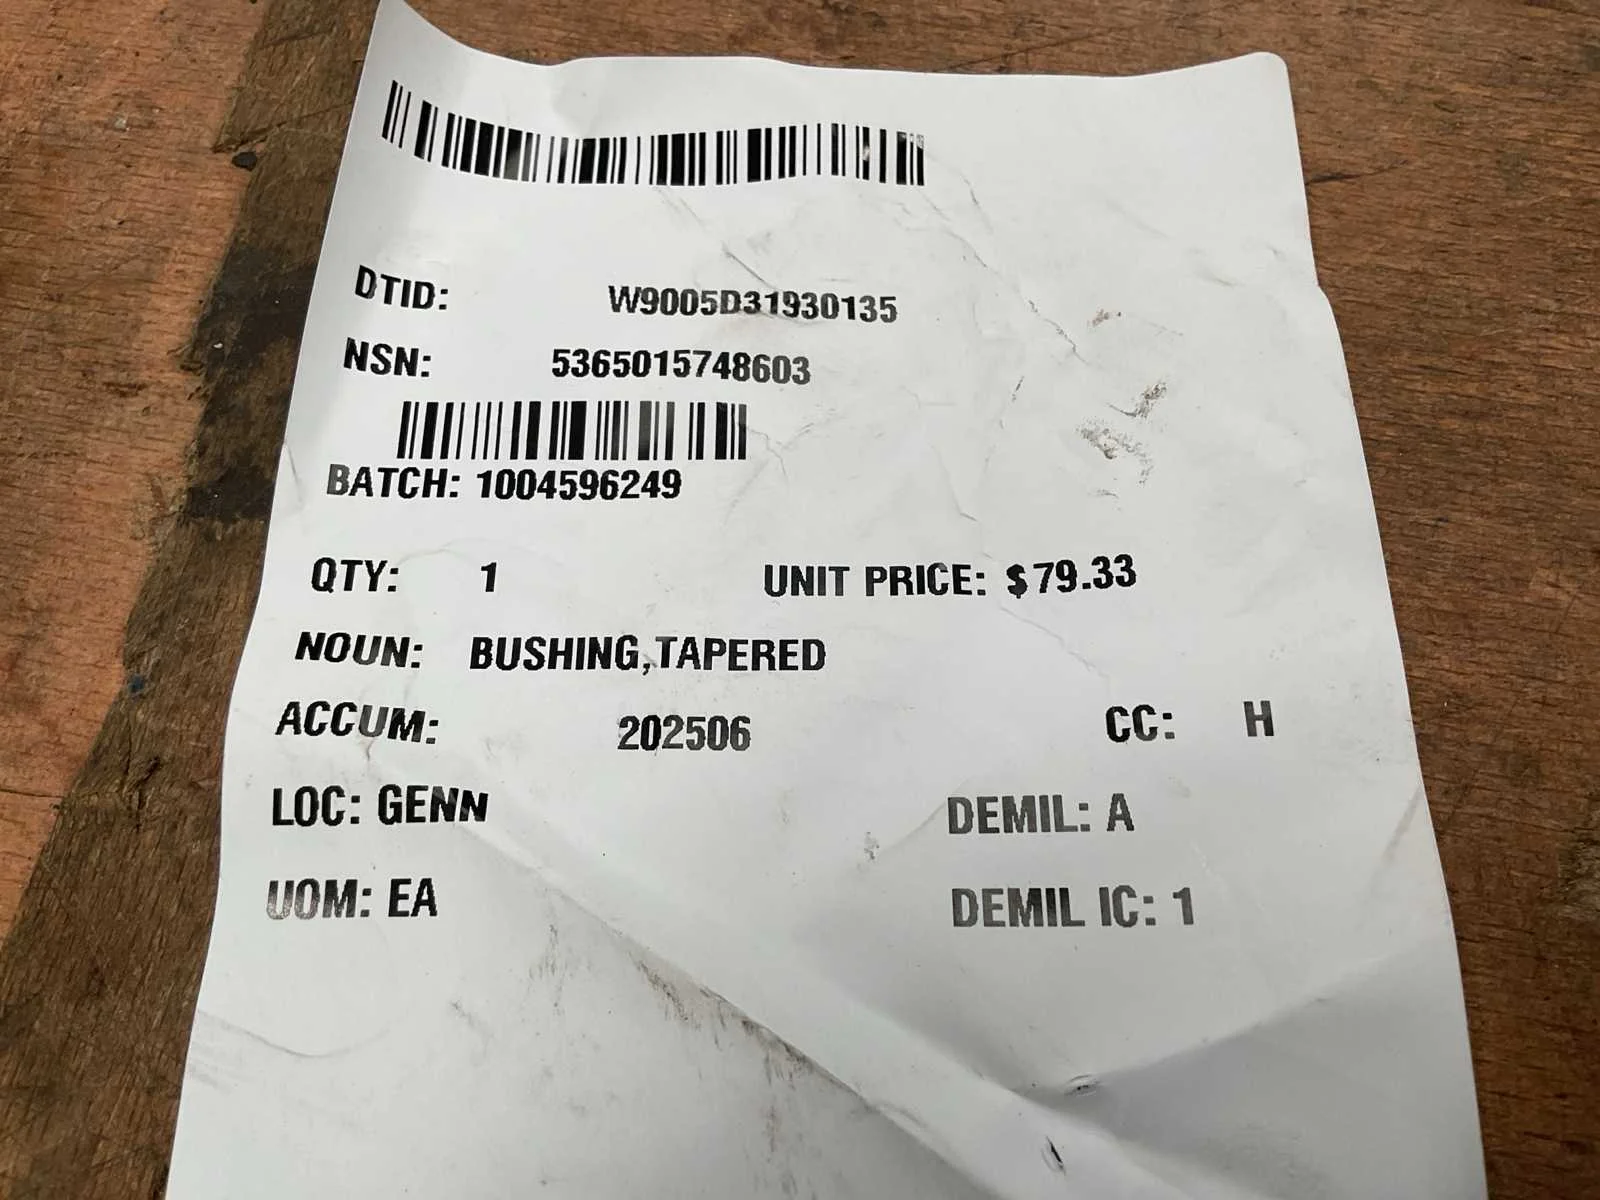 DTID: W9005D31930135
NSN: 5365015748603
BATCH: 1004596249
QTY: 1 UNIT PRICE: $79.33
NOUN: BUSHING,TAPERED
ACCUM: 202506 CC: H
LOC: GENN DEMIL: A
UOM: EA DEMIL IC: 1